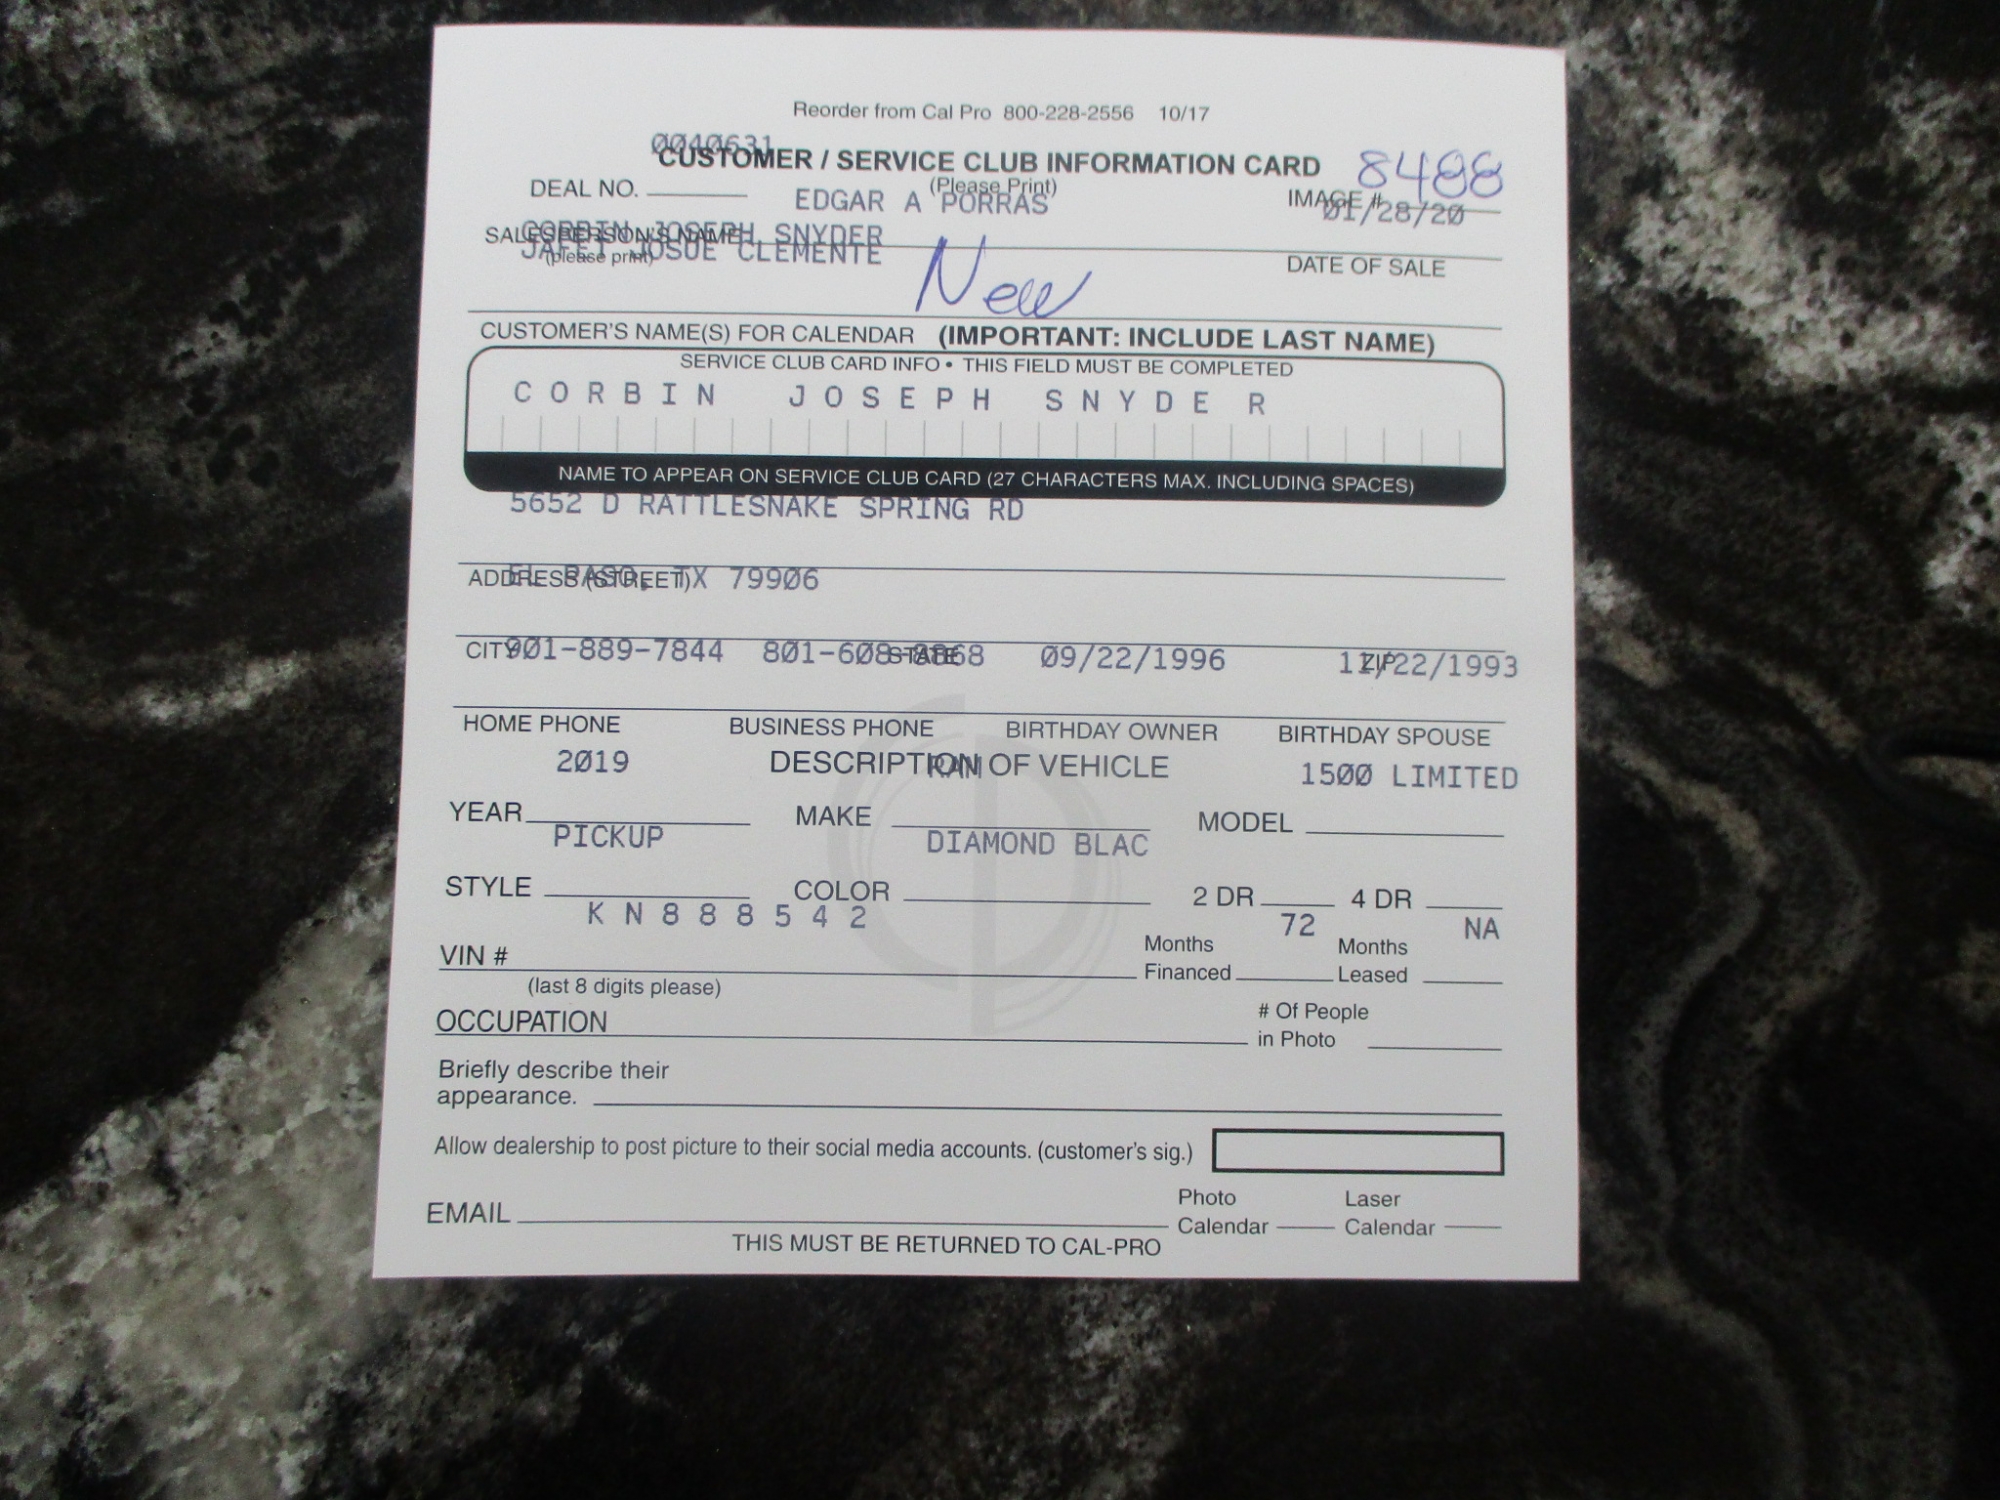 Reorder from Cal Pro 800-228-2556 10/17
0040631
CUSTOMER / SERVICE CLUB INFORMATION CARD
8488
(Please Print)
DEAL NO.
EDGAR A PORRAS
IMAGE #
01/28/20
SALESPERSON'S NAME
CORBIN JOSEPH SNYDER
(please print)
JAFET JOSUE CLEMENTE
DATE OF SALE
New
CUSTOMER'S NAME(S) FOR CALENDAR (IMPORTANT: INCLUDE LAST NAME)
SERVICE CLUB CARD INFO • THIS FIELD MUST BE COMPLETED
CORBIN JOSEPH SNYDER
NAME TO APPEAR ON SERVICE CLUB CARD (27 CHARACTERS MAX. INCLUDING SPACES)
5652 D RATTLESNAKE SPRING RD
ADDRESS (STREET)
EL PASO, TX 79906
CITY STATE ZIP
901-889-7844 801-608-8868 09/22/1996 11/22/1993
HOME PHONE BUSINESS PHONE BIRTHDAY OWNER BIRTHDAY SPOUSE
DESCRIPTION OF VEHICLE
2019 RAM 1500 LIMITED
YEAR MAKE MODEL
PICKUP DIAMOND BLAC
STYLE COLOR 2 DR 4 DR
KN888542 72 NA
VIN # Months Financed Months Leased
(last 8 digits please)
OCCUPATION # Of People in Photo
Briefly describe their
appearance.
Allow dealership to post picture to their social media accounts. (customer's sig.)
EMAIL Photo Calendar Laser Calendar
THIS MUST BE RETURNED TO CAL-PRO